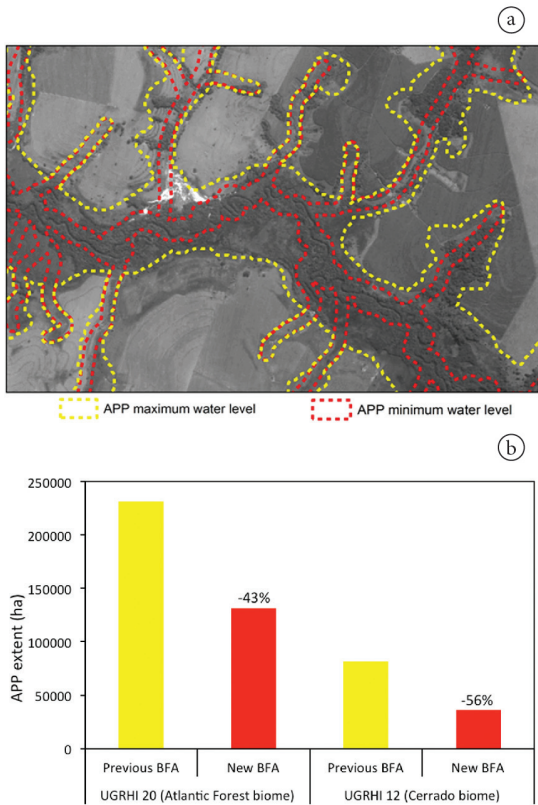 a
APP maximum water level
APP minimum water level
b
250000
200000
150000
100000
50000
0
APP extent (ha)
-43%
-56%
Previous BFA
New BFA
Previous BFA
New BFA
UGRHI 20 (Atlantic Forest biome)
UGRHI 12 (Cerrado biome)